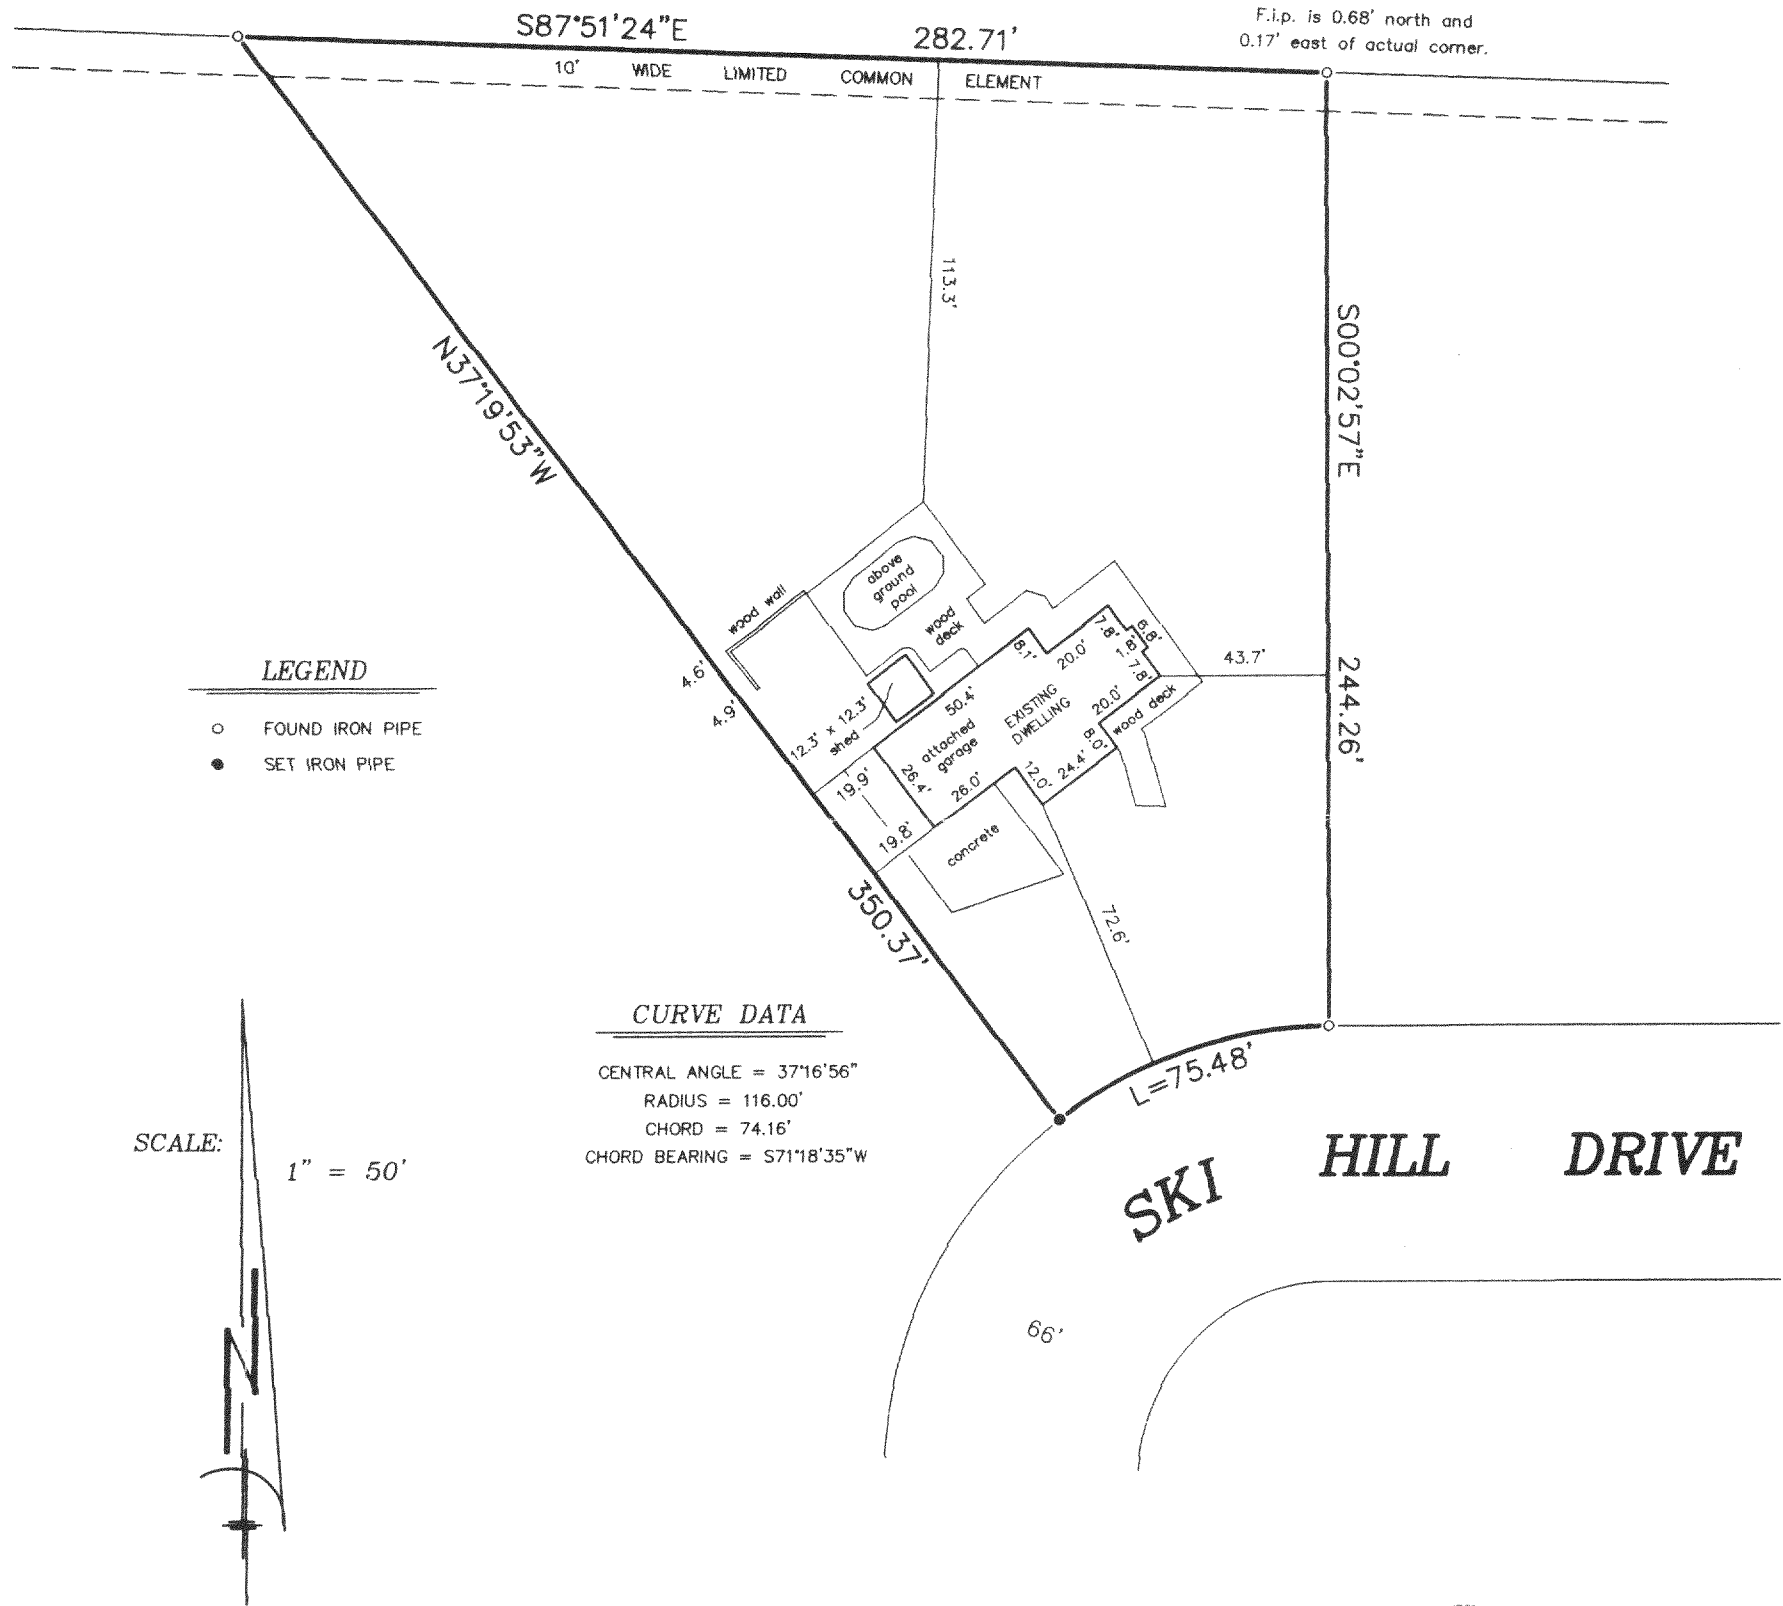 F.i.p. is 0.68' north and
0.17' east of actual corner.
S87°51'24"E 282.71'
10' WIDE LIMITED COMMON ELEMENT
113.3'
N37°19'53"W
S00°02'57"E
244.26'
above
ground
pool
wood wall
wood
deck
8.1'
20.0'
7.8'
6.8'
1.8'
7.8'
43.7'
4.6'
4.9'
12.3' x 12.3'
shed
50.4'
EXISTING
DWELLING
20.0'
wood deck
attached
garage
8.0'
24.4'
12.0'
26.4'
26.0'
19.9'
19.8'
concrete
72.6'
350.37'
LEGEND
FOUND IRON PIPE
SET IRON PIPE
CURVE DATA
CENTRAL ANGLE = 37°16'56"
RADIUS = 116.00'
CHORD = 74.16'
CHORD BEARING = S71°18'35"W
L=75.48'
SCALE:
1" = 50'
SKI HILL DRIVE
66'
N